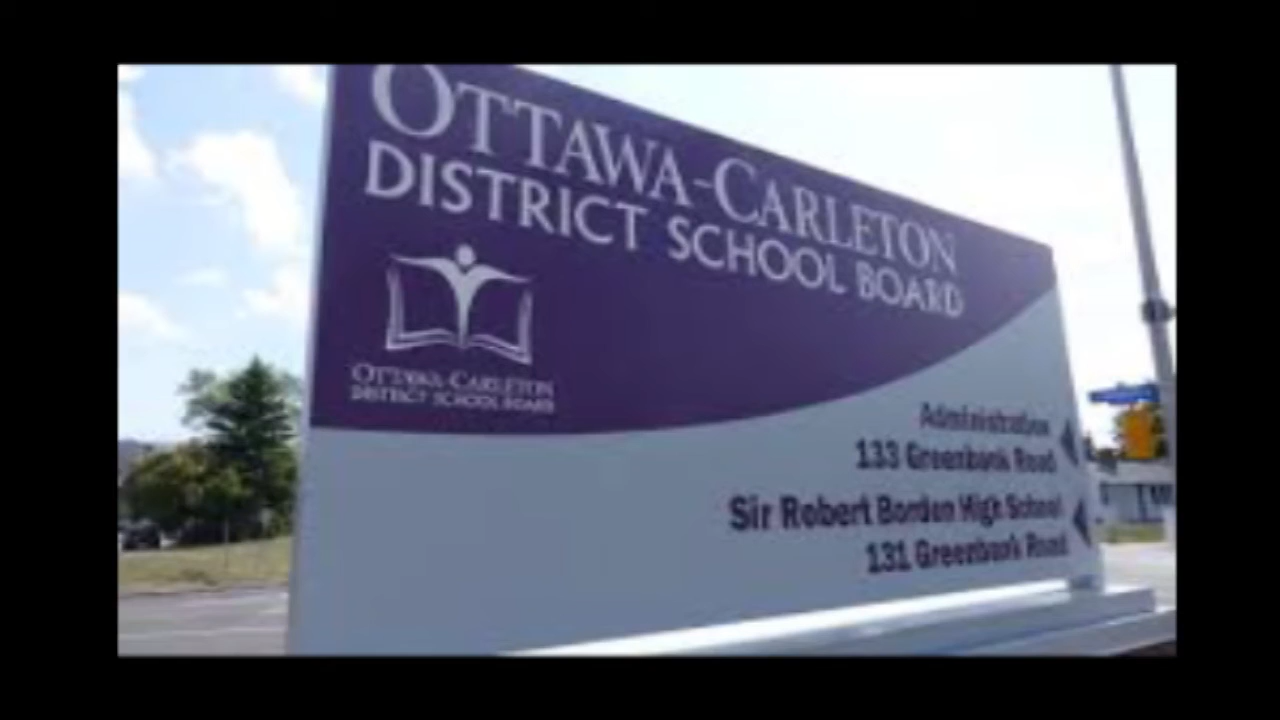 OTTAWA-CARLETON
DISTRICT SCHOOL BOARD
OTTAWA-CARLETON
DISTRICT SCHOOL BOARD
Administration
133 Greenbank Road
Sir Robert Borden High School
131 Greenbank Road